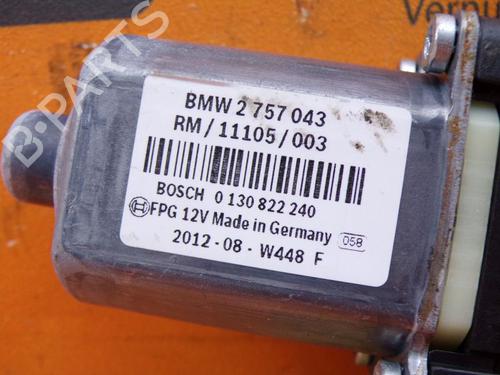 Vernu
B-PARTS
BMW 2 757 043
RM/11105/003
BOSCH 0 130 822 240
FPG 12V Made in Germany 058
2012-08- W448 F